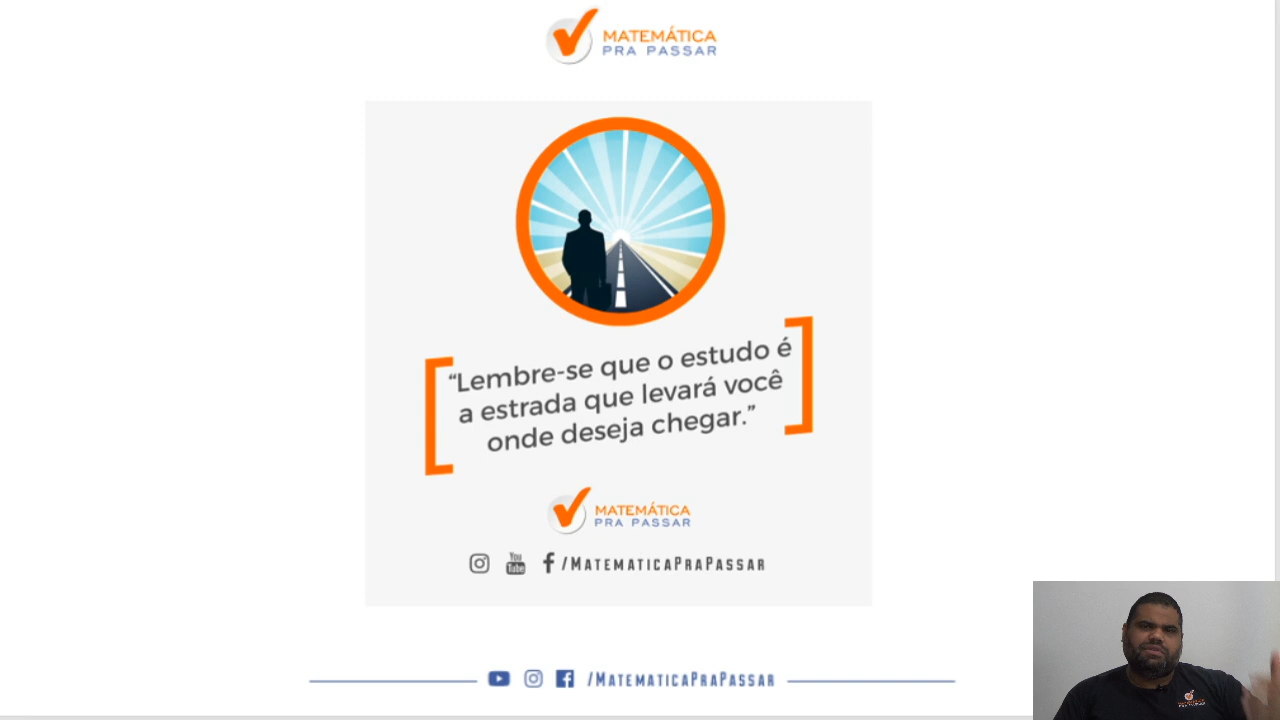 MATEMÁTICA
PRA PASSAR
“Lembre-se que o estudo é
a estrada que levará você
onde deseja chegar.”
MATEMÁTICA
PRA PASSAR
You
Tube
/MATEMATICAPRAPASSAR
/MATEMATICAPRAPASSAR